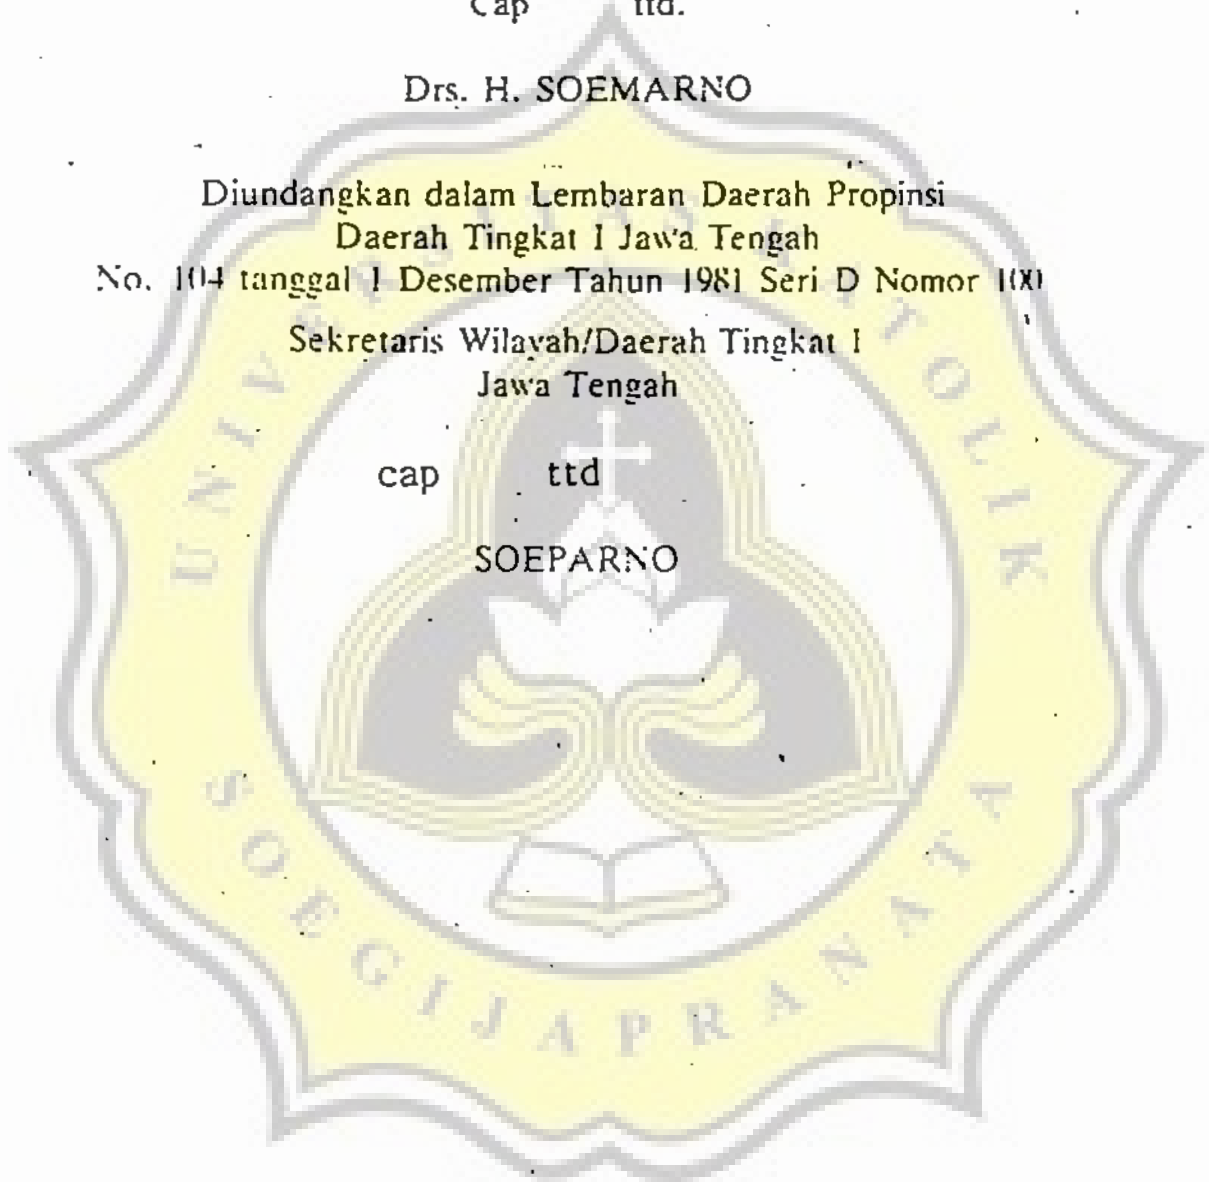 Cap ttd.
Drs. H. SOEMARNO
Diundangkan dalam Lembaran Daerah Propinsi
Daerah Tingkat I Jawa Tengah
No. 104 tanggal 1 Desember Tahun 1981 Seri D Nomor 100
Sekretaris Wilayah/Daerah Tingkat I
Jawa Tengah
cap ttd
SOEPARNO
UNIVERSITAS KATOLIK
SOEGIJAPRANATA